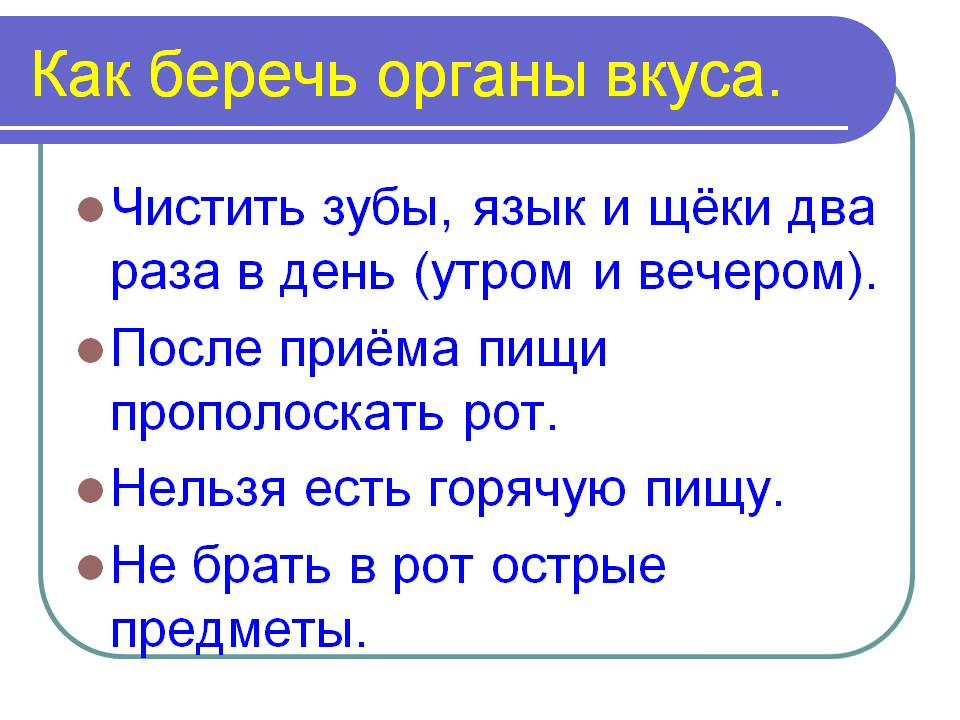 Как беречь органы вкуса.
Чистить зубы, язык и щёки два
раза в день (утром и вечером).
После приёма пищи
прополоскать рот.
Нельзя есть горячую пищу.
Не брать в рот острые
предметы.